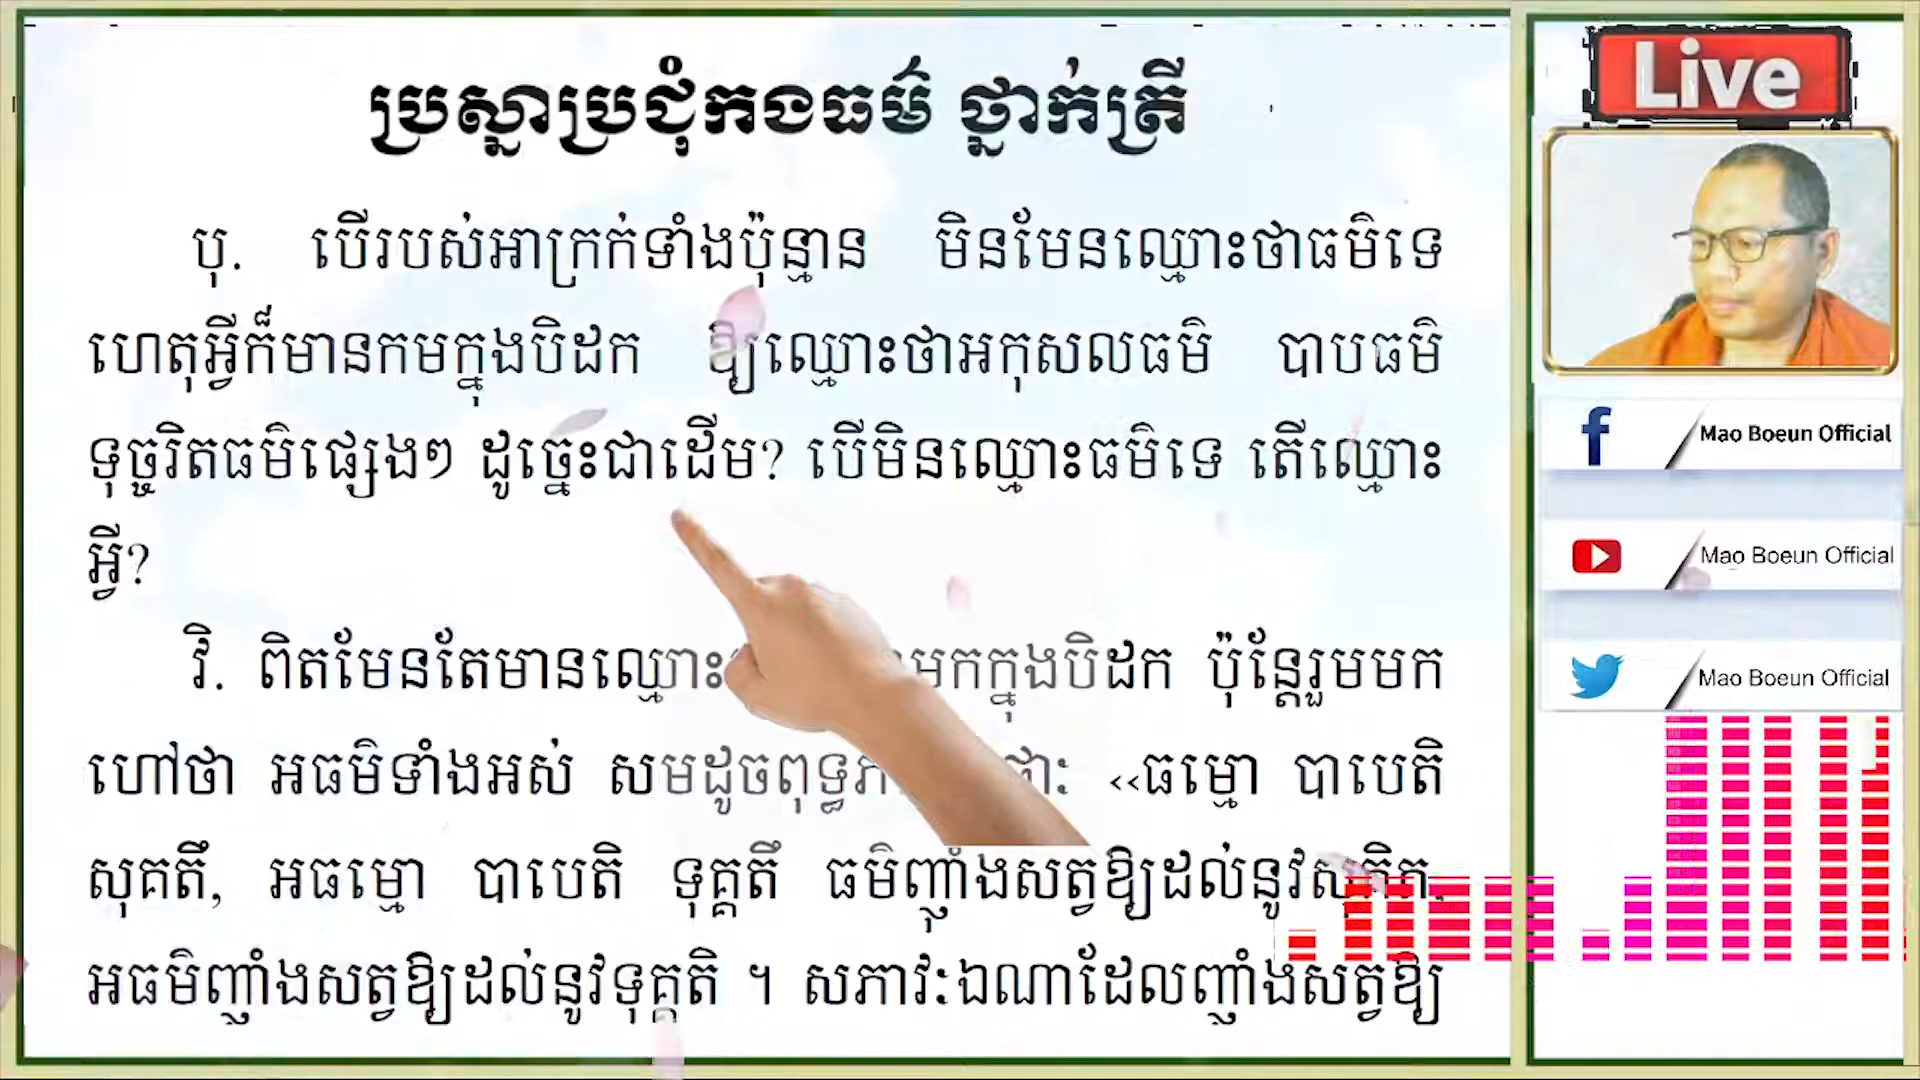 ប្រស្នាប្រជុំកងធម៌ ថ្នាក់ត្រី
បុ. បើរបស់អាក្រក់ទាំងប៉ុន្មាន មិនមែនឈ្មោះថាធម៌ទេ
ហេតុអ្វីក៏មានកមក្នុងបិដក ឱ្យឈ្មោះថាអកុសលធម៌ បាបធម៌
ទុច្ចរិតធម៌ផ្សេងៗ ដូច្នេះជាដើម? បើមិនឈ្មោះធម៌ទេ តើឈ្មោះ
អ្វី?
វិ. ពិតមែនតែមានឈ្មោះ មកក្នុងបិដក ប៉ុន្តែរួមមក
ហៅថា អធម៌ទាំងអស់ សមដូចពុទ្ធ ថាៈ ‹‹ធម្មោ បាបេតិ
សុគតឹ, អធម្មោ បាបេតិ ទុគ្គតឹ ធម៌ញ៉ាំងសត្វឱ្យដល់នូវសុគតិ,
អធម៌ញ៉ាំងសត្វឱ្យដល់នូវទុគ្គតិ ។ សភាវៈឯណាដែលញ៉ាំងសត្វឱ្យ
Live
Mao Boeun Official
Mao Boeun Official
Mao Boeun Official